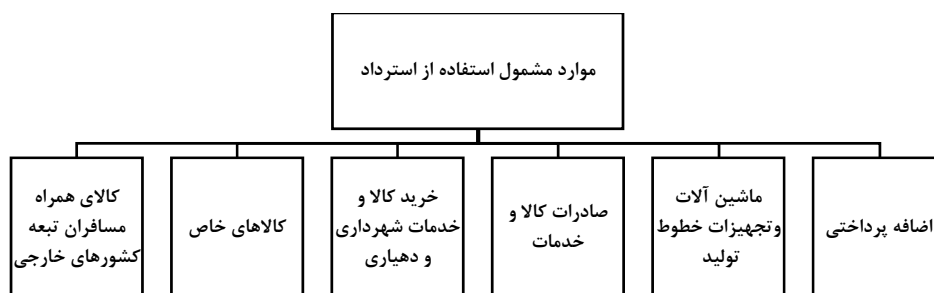 موارد مشمول استفاده از استرداد
اضافه پرداختی
ماشین آلات
وتجهیزات خطوط
تولید
صادرات کالا و
خدمات
خرید کالا و
خدمات شهرداری
و دهیاری
کالاهای خاص
کالای همراه
مسافران تبعه
کشورهای خارجی